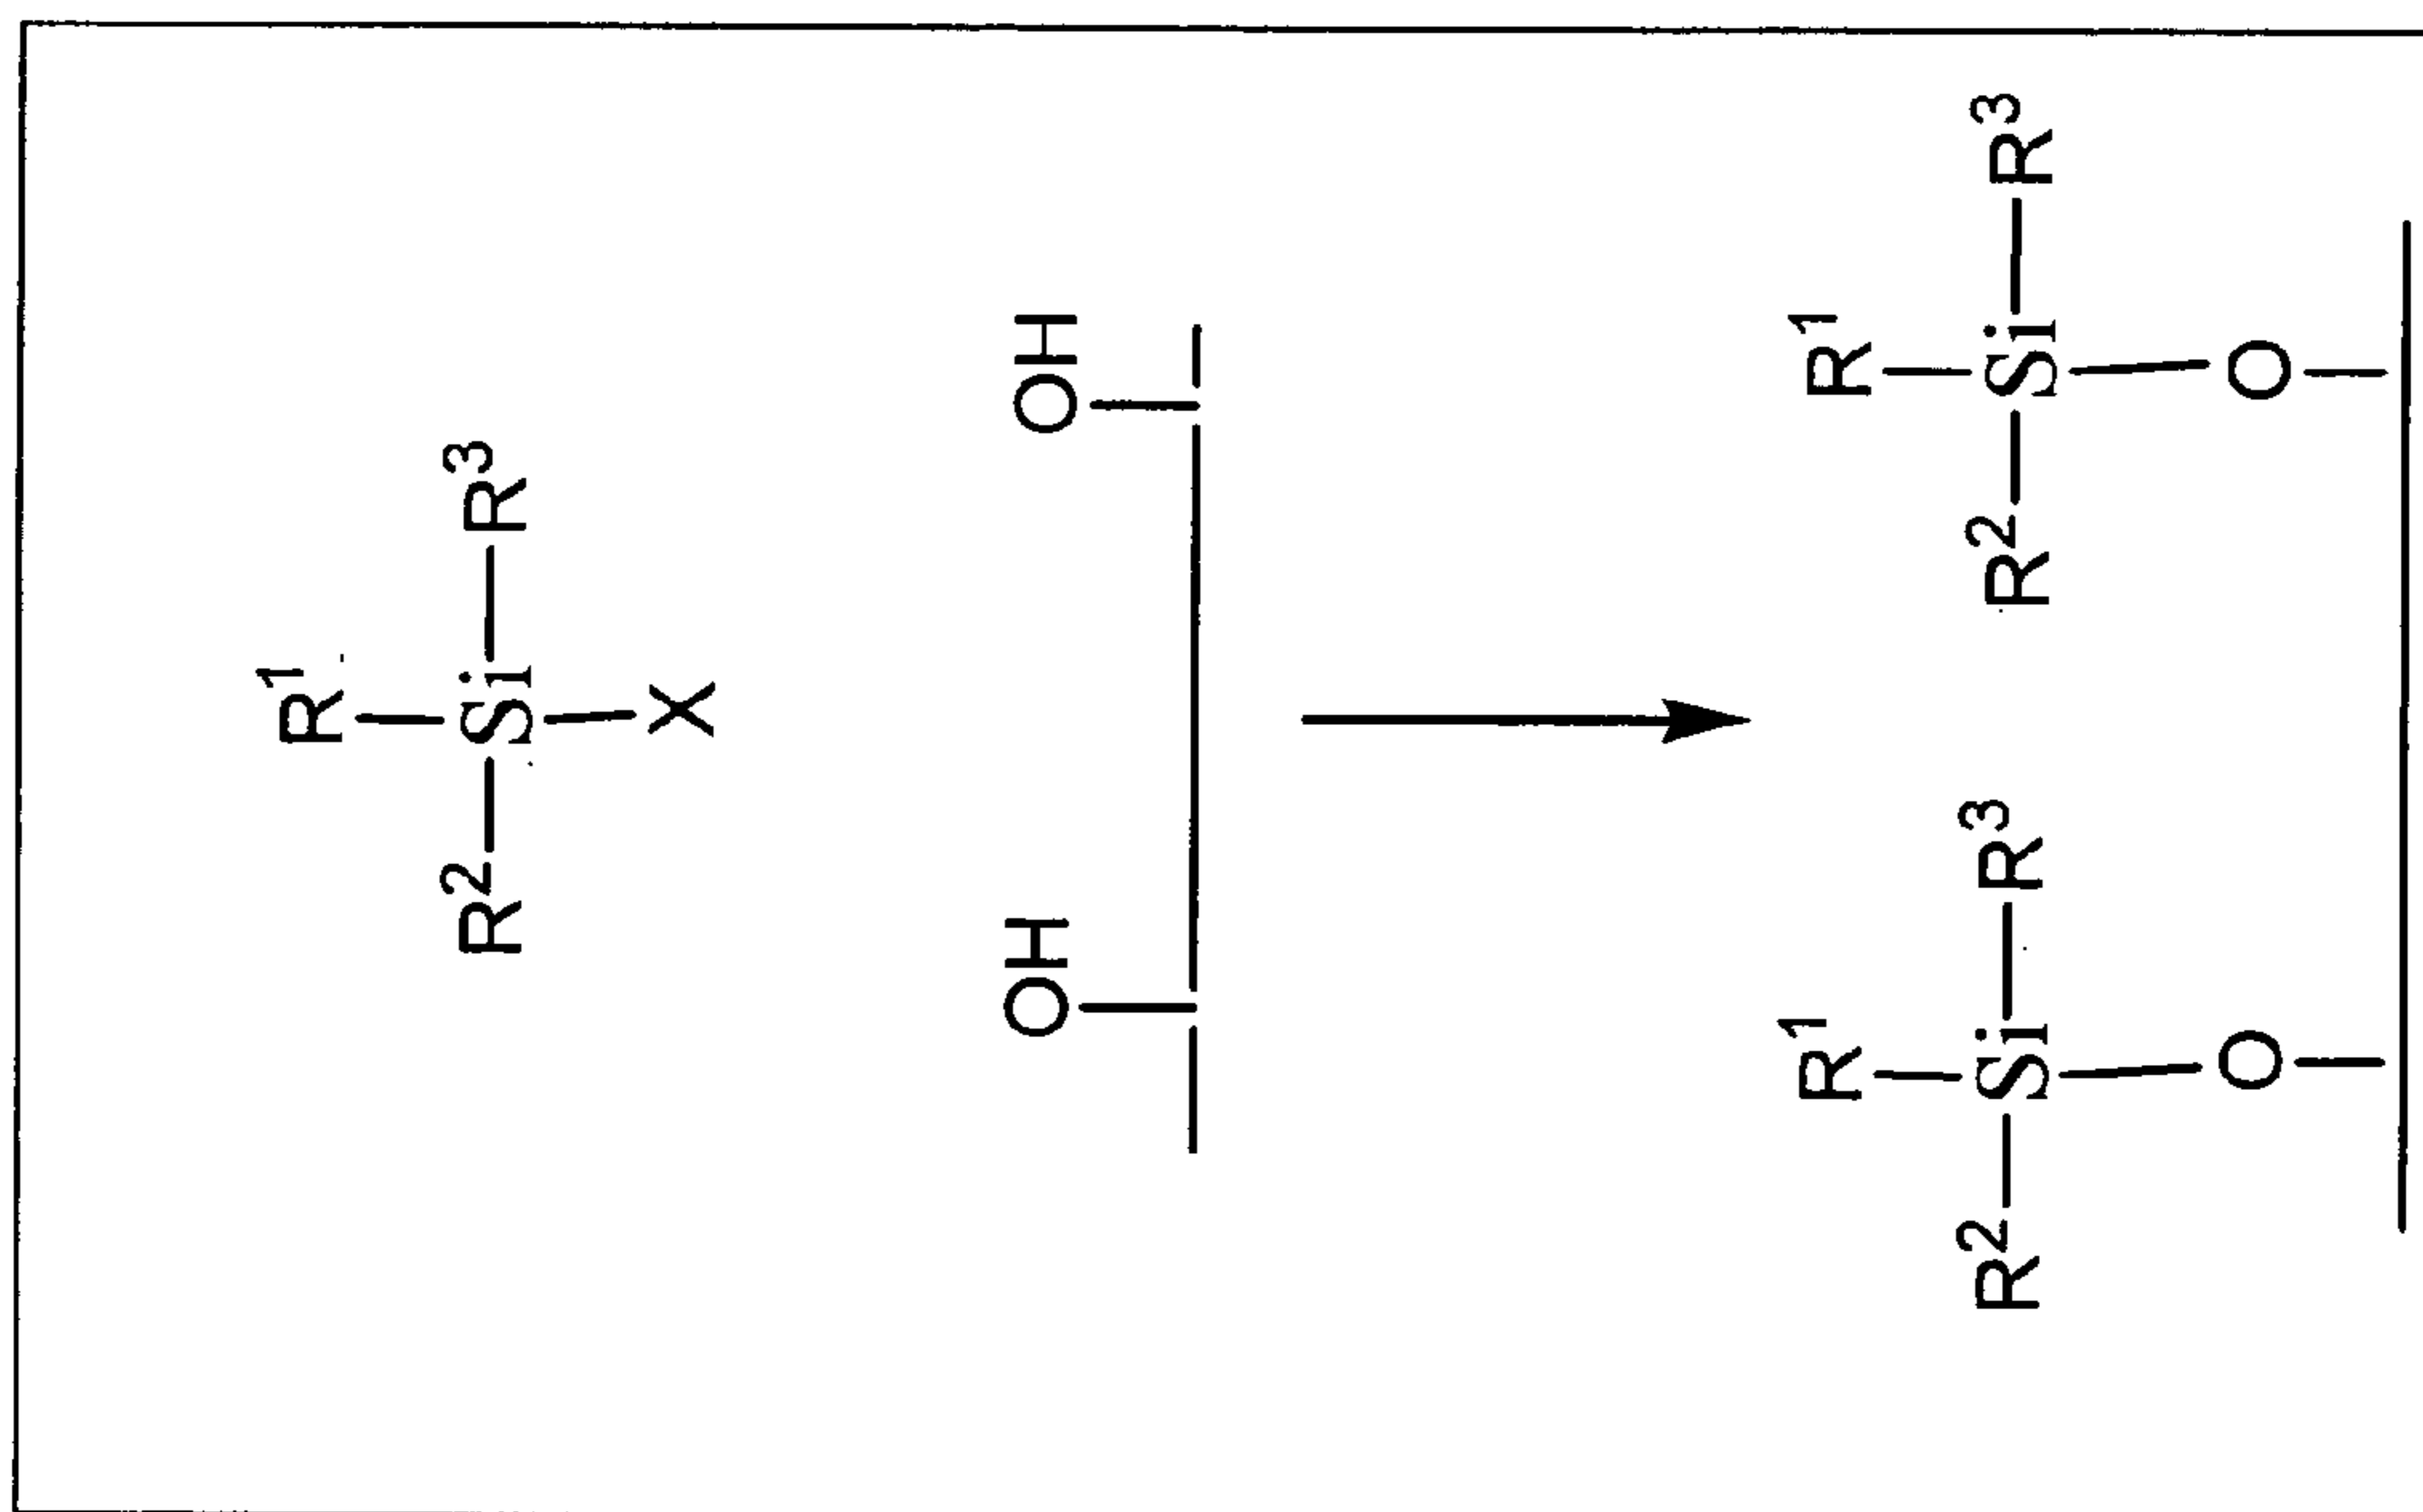 R¹
R² Si R³
X
OH OH
R¹ R¹
R² Si R³ R² Si R³
O O